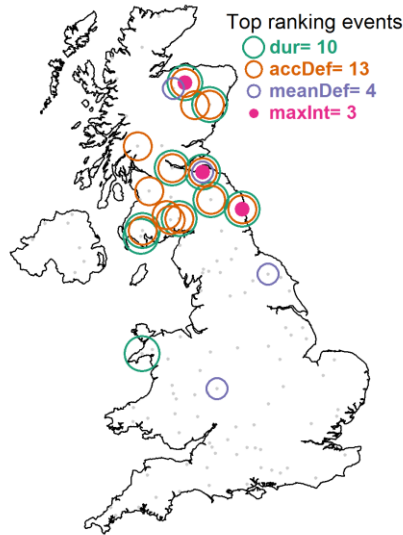 Top ranking events
dur= 10
accDef= 13
meanDef= 4
maxInt= 3